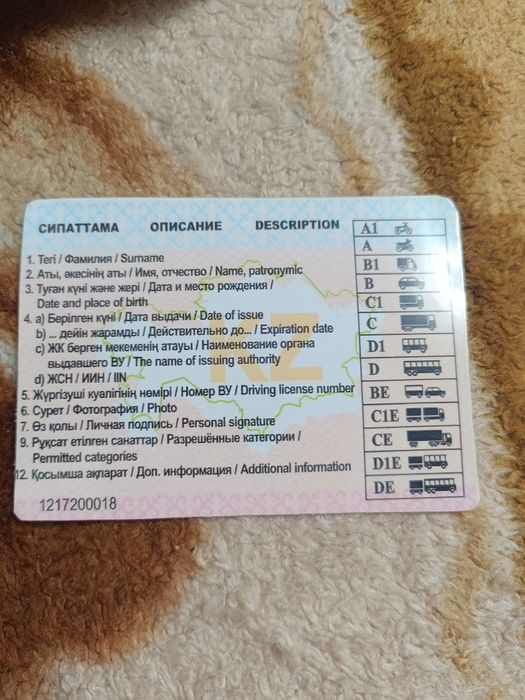 СИПАТТАМА ОПИСАНИЕ DESCRIPTION
1. Тегі / Фамилия / Surname
2. Аты, әкесінің аты / Имя, отчество / Name, patronymic
3. Туған күні және жері / Дата и место рождения /
Date and place of birth
4. a) Берілген күні / Дата выдачи / Date of issue
b) ... дейін жарамды / Действительно до... / Expiration date
c) ЖК берген мекеменің атауы / Наименование органа
выдавшего ВУ / The name of issuing authority
d) ЖСН / ИИН / IIN
5. Жүргізуші куәлігінің нөмірі / Номер ВУ / Driving license number
6. Сурет / Фотография / Photo
7. Өз қолы / Личная подпись / Personal signature
9. Рұқсат етілген санаттар / Разрешённые категории /
Permitted categories
12. Қосымша ақпарат / Доп. информация / Additional information
1217200018
KZ
A1
A
B1
B
C1
C
D1
D
BE
C1E
CE
D1E
DE